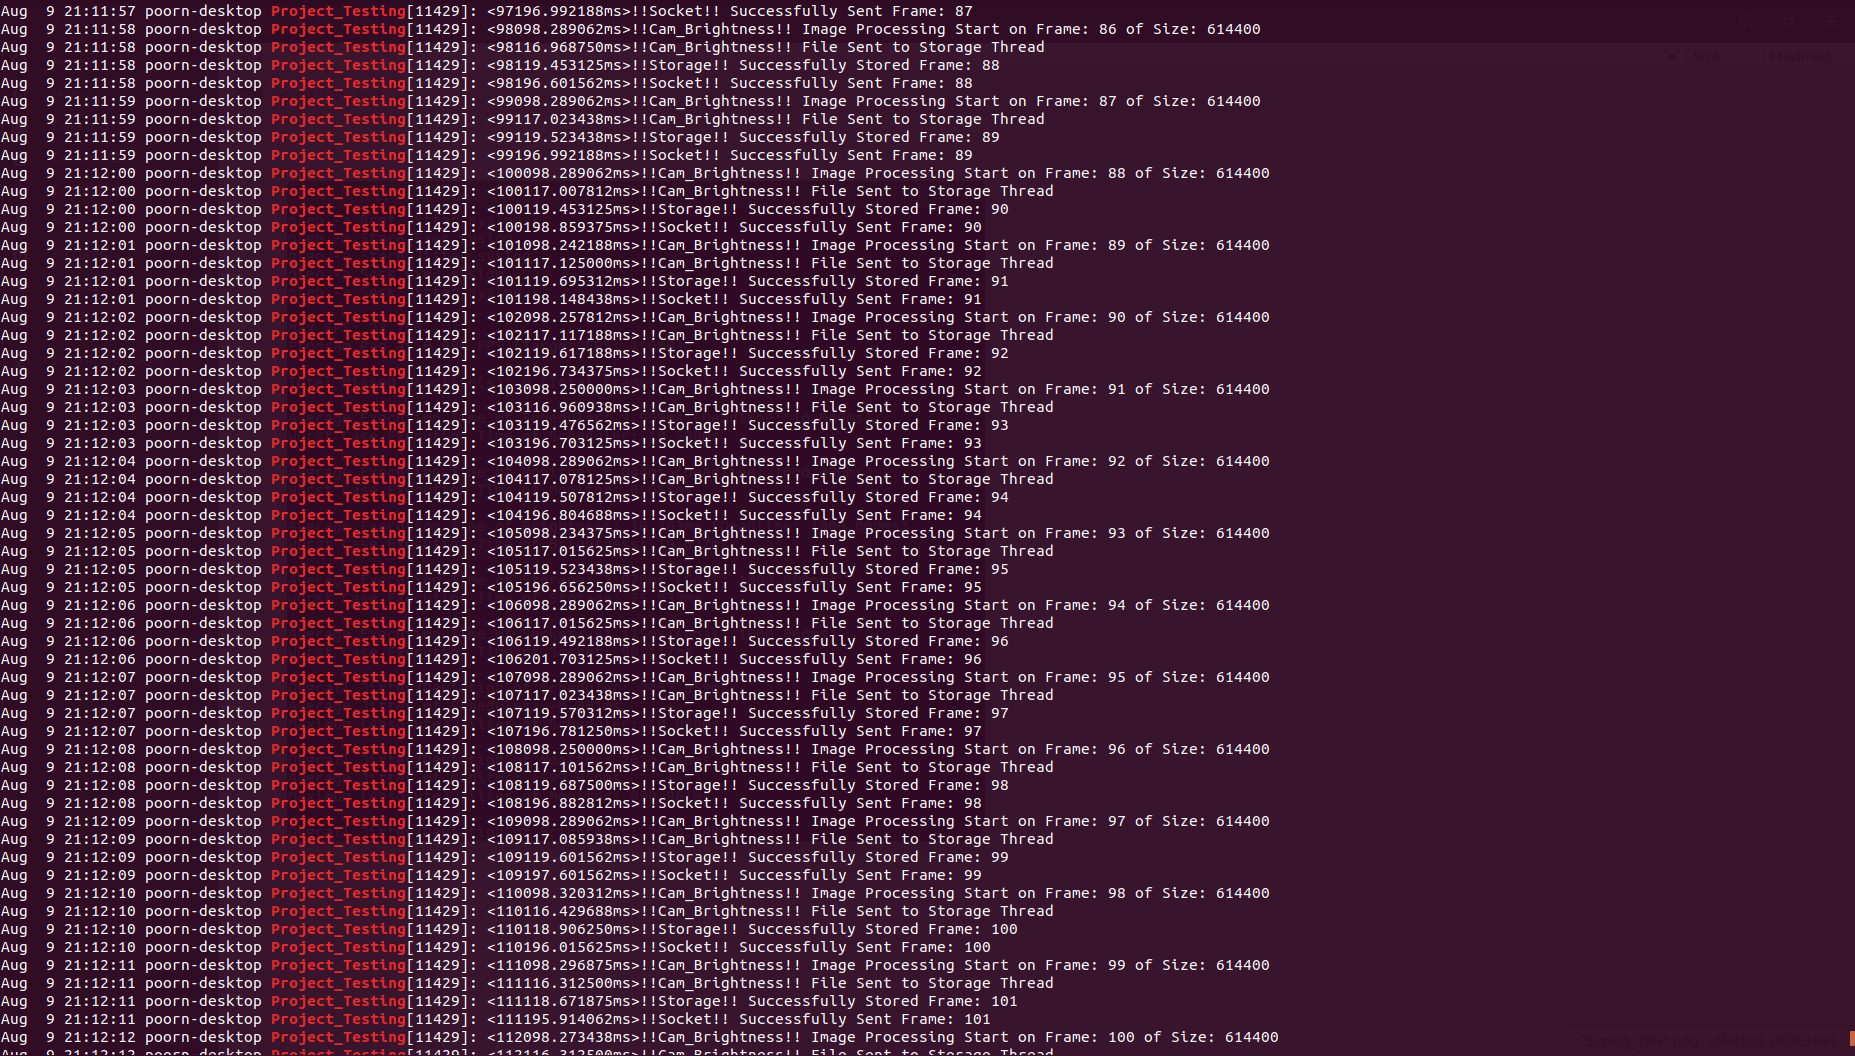 Aug  9 21:11:57 poorn-desktop Project_Testing[11429]: <97196.992188ms>!!Socket!! Successfully Sent Frame: 87
Aug  9 21:11:58 poorn-desktop Project_Testing[11429]: <98098.289062ms>!!Cam_Brightness!! Image Processing Start on Frame: 86 of Size: 614400
Aug  9 21:11:58 poorn-desktop Project_Testing[11429]: <98116.968750ms>!!Cam_Brightness!! File Sent to Storage Thread
Aug  9 21:11:58 poorn-desktop Project_Testing[11429]: <98119.453125ms>!!Storage!! Successfully Stored Frame: 88
Aug  9 21:11:58 poorn-desktop Project_Testing[11429]: <98196.601562ms>!!Socket!! Successfully Sent Frame: 88
Aug  9 21:11:59 poorn-desktop Project_Testing[11429]: <99098.289062ms>!!Cam_Brightness!! Image Processing Start on Frame: 87 of Size: 614400
Aug  9 21:11:59 poorn-desktop Project_Testing[11429]: <99117.023438ms>!!Cam_Brightness!! File Sent to Storage Thread
Aug  9 21:11:59 poorn-desktop Project_Testing[11429]: <99119.523438ms>!!Storage!! Successfully Stored Frame: 89
Aug  9 21:11:59 poorn-desktop Project_Testing[11429]: <99196.992188ms>!!Socket!! Successfully Sent Frame: 89
Aug  9 21:12:00 poorn-desktop Project_Testing[11429]: <100098.289062ms>!!Cam_Brightness!! Image Processing Start on Frame: 88 of Size: 614400
Aug  9 21:12:00 poorn-desktop Project_Testing[11429]: <100117.007812ms>!!Cam_Brightness!! File Sent to Storage Thread
Aug  9 21:12:00 poorn-desktop Project_Testing[11429]: <100119.453125ms>!!Storage!! Successfully Stored Frame: 90
Aug  9 21:12:00 poorn-desktop Project_Testing[11429]: <100198.859375ms>!!Socket!! Successfully Sent Frame: 90
Aug  9 21:12:01 poorn-desktop Project_Testing[11429]: <101098.242188ms>!!Cam_Brightness!! Image Processing Start on Frame: 89 of Size: 614400
Aug  9 21:12:01 poorn-desktop Project_Testing[11429]: <101117.125000ms>!!Cam_Brightness!! File Sent to Storage Thread
Aug  9 21:12:01 poorn-desktop Project_Testing[11429]: <101119.695312ms>!!Storage!! Successfully Stored Frame: 91
Aug  9 21:12:01 poorn-desktop Project_Testing[11429]: <101198.148438ms>!!Socket!! Successfully Sent Frame: 91
Aug  9 21:12:02 poorn-desktop Project_Testing[11429]: <102098.257812ms>!!Cam_Brightness!! Image Processing Start on Frame: 90 of Size: 614400
Aug  9 21:12:02 poorn-desktop Project_Testing[11429]: <102117.117188ms>!!Cam_Brightness!! File Sent to Storage Thread
Aug  9 21:12:02 poorn-desktop Project_Testing[11429]: <102119.617188ms>!!Storage!! Successfully Stored Frame: 92
Aug  9 21:12:02 poorn-desktop Project_Testing[11429]: <102196.734375ms>!!Socket!! Successfully Sent Frame: 92
Aug  9 21:12:03 poorn-desktop Project_Testing[11429]: <103098.250000ms>!!Cam_Brightness!! Image Processing Start on Frame: 91 of Size: 614400
Aug  9 21:12:03 poorn-desktop Project_Testing[11429]: <103116.960938ms>!!Cam_Brightness!! File Sent to Storage Thread
Aug  9 21:12:03 poorn-desktop Project_Testing[11429]: <103119.476562ms>!!Storage!! Successfully Stored Frame: 93
Aug  9 21:12:03 poorn-desktop Project_Testing[11429]: <103196.703125ms>!!Socket!! Successfully Sent Frame: 93
Aug  9 21:12:04 poorn-desktop Project_Testing[11429]: <104098.289062ms>!!Cam_Brightness!! Image Processing Start on Frame: 92 of Size: 614400
Aug  9 21:12:04 poorn-desktop Project_Testing[11429]: <104117.078125ms>!!Cam_Brightness!! File Sent to Storage Thread
Aug  9 21:12:04 poorn-desktop Project_Testing[11429]: <104119.507812ms>!!Storage!! Successfully Stored Frame: 94
Aug  9 21:12:04 poorn-desktop Project_Testing[11429]: <104196.804688ms>!!Socket!! Successfully Sent Frame: 94
Aug  9 21:12:05 poorn-desktop Project_Testing[11429]: <105098.234375ms>!!Cam_Brightness!! Image Processing Start on Frame: 93 of Size: 614400
Aug  9 21:12:05 poorn-desktop Project_Testing[11429]: <105117.015625ms>!!Cam_Brightness!! File Sent to Storage Thread
Aug  9 21:12:05 poorn-desktop Project_Testing[11429]: <105119.523438ms>!!Storage!! Successfully Stored Frame: 95
Aug  9 21:12:05 poorn-desktop Project_Testing[11429]: <105196.656250ms>!!Socket!! Successfully Sent Frame: 95
Aug  9 21:12:06 poorn-desktop Project_Testing[11429]: <106098.289062ms>!!Cam_Brightness!! Image Processing Start on Frame: 94 of Size: 614400
Aug  9 21:12:06 poorn-desktop Project_Testing[11429]: <106117.015625ms>!!Cam_Brightness!! File Sent to Storage Thread
Aug  9 21:12:06 poorn-desktop Project_Testing[11429]: <106119.492188ms>!!Storage!! Successfully Stored Frame: 96
Aug  9 21:12:06 poorn-desktop Project_Testing[11429]: <106201.703125ms>!!Socket!! Successfully Sent Frame: 96
Aug  9 21:12:07 poorn-desktop Project_Testing[11429]: <107098.289062ms>!!Cam_Brightness!! Image Processing Start on Frame: 95 of Size: 614400
Aug  9 21:12:07 poorn-desktop Project_Testing[11429]: <107117.023438ms>!!Cam_Brightness!! File Sent to Storage Thread
Aug  9 21:12:07 poorn-desktop Project_Testing[11429]: <107119.570312ms>!!Storage!! Successfully Stored Frame: 97
Aug  9 21:12:07 poorn-desktop Project_Testing[11429]: <107196.781250ms>!!Socket!! Successfully Sent Frame: 97
Aug  9 21:12:08 poorn-desktop Project_Testing[11429]: <108098.250000ms>!!Cam_Brightness!! Image Processing Start on Frame: 96 of Size: 614400
Aug  9 21:12:08 poorn-desktop Project_Testing[11429]: <108117.101562ms>!!Cam_Brightness!! File Sent to Storage Thread
Aug  9 21:12:08 poorn-desktop Project_Testing[11429]: <108119.687500ms>!!Storage!! Successfully Stored Frame: 98
Aug  9 21:12:08 poorn-desktop Project_Testing[11429]: <108196.882812ms>!!Socket!! Successfully Sent Frame: 98
Aug  9 21:12:09 poorn-desktop Project_Testing[11429]: <109098.289062ms>!!Cam_Brightness!! Image Processing Start on Frame: 97 of Size: 614400
Aug  9 21:12:09 poorn-desktop Project_Testing[11429]: <109117.085938ms>!!Cam_Brightness!! File Sent to Storage Thread
Aug  9 21:12:09 poorn-desktop Project_Testing[11429]: <109119.601562ms>!!Storage!! Successfully Stored Frame: 99
Aug  9 21:12:09 poorn-desktop Project_Testing[11429]: <109197.601562ms>!!Socket!! Successfully Sent Frame: 99
Aug  9 21:12:10 poorn-desktop Project_Testing[11429]: <110098.320312ms>!!Cam_Brightness!! Image Processing Start on Frame: 98 of Size: 614400
Aug  9 21:12:10 poorn-desktop Project_Testing[11429]: <110116.429688ms>!!Cam_Brightness!! File Sent to Storage Thread
Aug  9 21:12:10 poorn-desktop Project_Testing[11429]: <110118.906250ms>!!Storage!! Successfully Stored Frame: 100
Aug  9 21:12:10 poorn-desktop Project_Testing[11429]: <110196.015625ms>!!Socket!! Successfully Sent Frame: 100
Aug  9 21:12:11 poorn-desktop Project_Testing[11429]: <111098.296875ms>!!Cam_Brightness!! Image Processing Start on Frame: 99 of Size: 614400
Aug  9 21:12:11 poorn-desktop Project_Testing[11429]: <111116.312500ms>!!Cam_Brightness!! File Sent to Storage Thread
Aug  9 21:12:11 poorn-desktop Project_Testing[11429]: <111118.671875ms>!!Storage!! Successfully Stored Frame: 101
Aug  9 21:12:11 poorn-desktop Project_Testing[11429]: <111195.914062ms>!!Socket!! Successfully Sent Frame: 101
Aug  9 21:12:12 poorn-desktop Project_Testing[11429]: <112098.273438ms>!!Cam_Brightness!! Image Processing Start on Frame: 100 of Size: 614400
Aug  9 21:12:12 poorn-desktop Project_Testing[11429]: <112116.312500ms>!!Cam_Brightness!! File Sent to Storage Thread
Size Modified